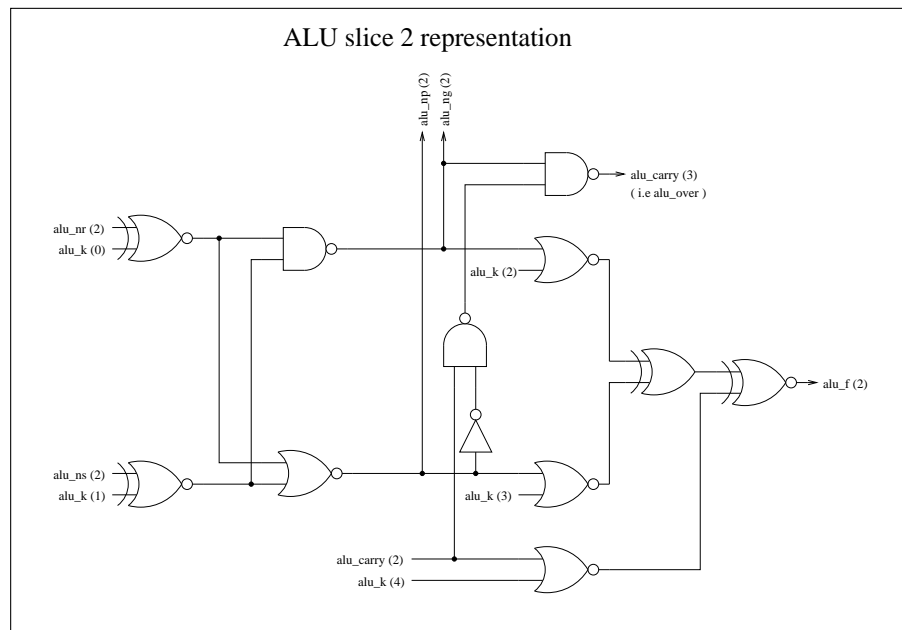 ALU slice 2 representation
alu_np (2)
alu_ng (2)
alu_carry (3)
( i.e alu_over )
alu_nr (2)
alu_k (0)
alu_k (2)
alu_f (2)
alu_ns (2)
alu_k (1)
alu_k (3)
alu_carry (2)
alu_k (4)